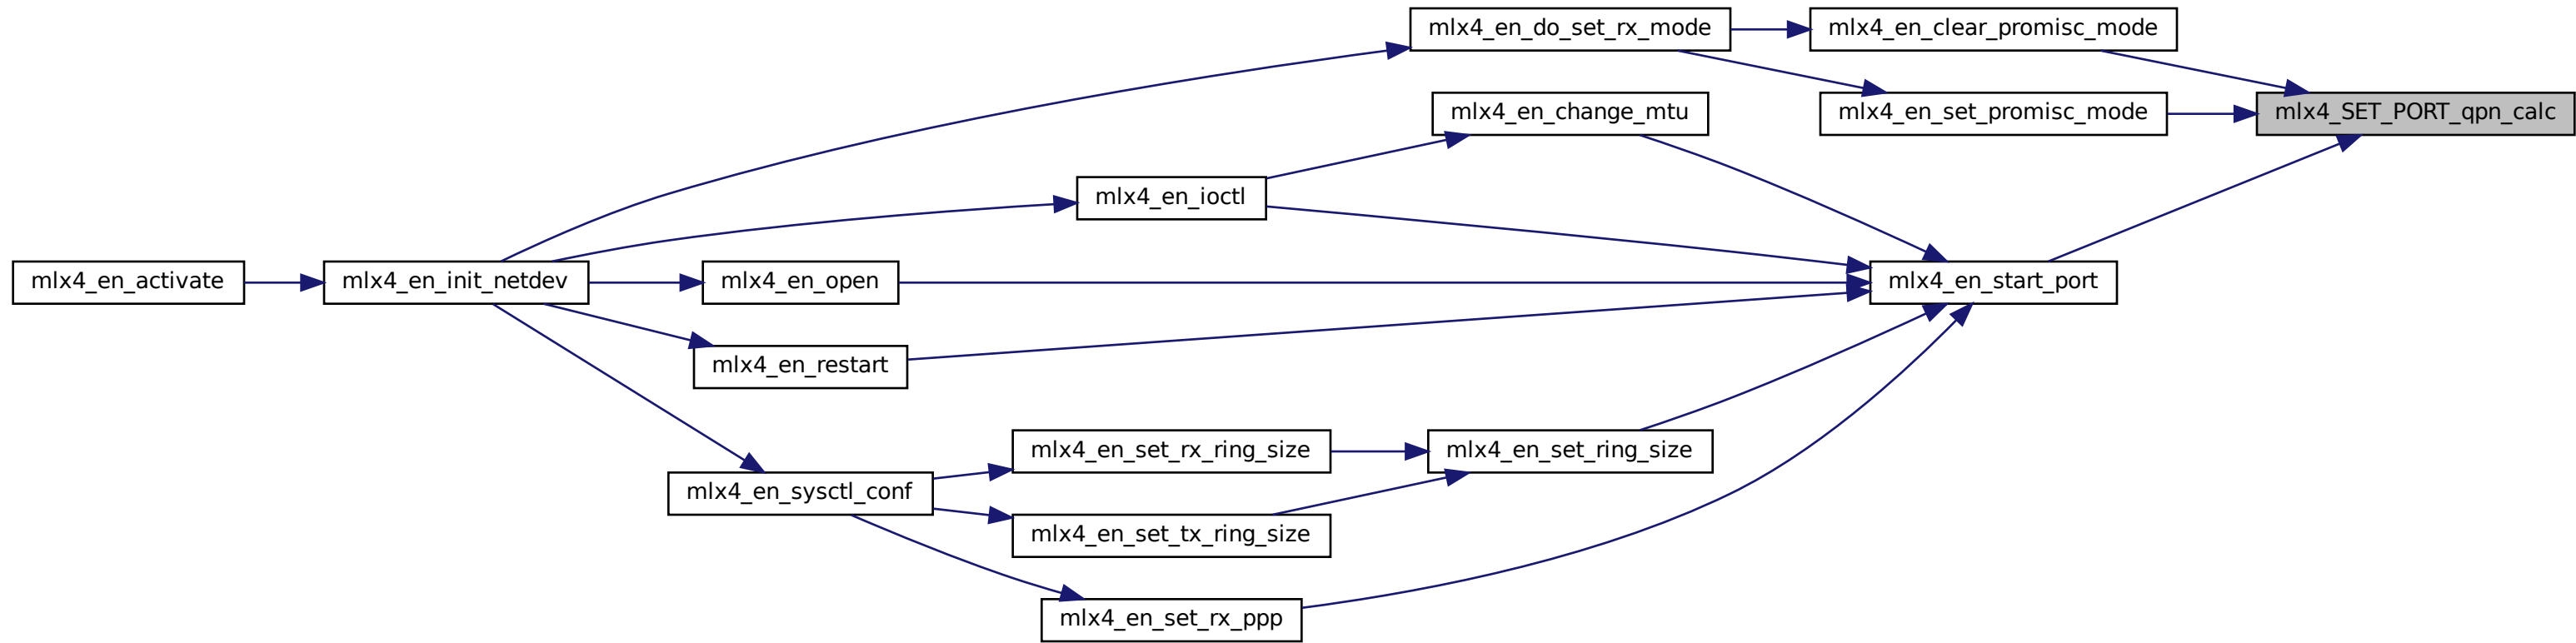 mlx4_en_do_set_rx_mode
mlx4_en_clear_promisc_mode
mlx4_en_change_mtu
mlx4_en_set_promisc_mode
mlx4_SET_PORT_qpn_calc
mlx4_en_ioctl
mlx4_en_activate
mlx4_en_init_netdev
mlx4_en_open
mlx4_en_start_port
mlx4_en_restart
mlx4_en_set_rx_ring_size
mlx4_en_set_ring_size
mlx4_en_sysctl_conf
mlx4_en_set_tx_ring_size
mlx4_en_set_rx_ppp